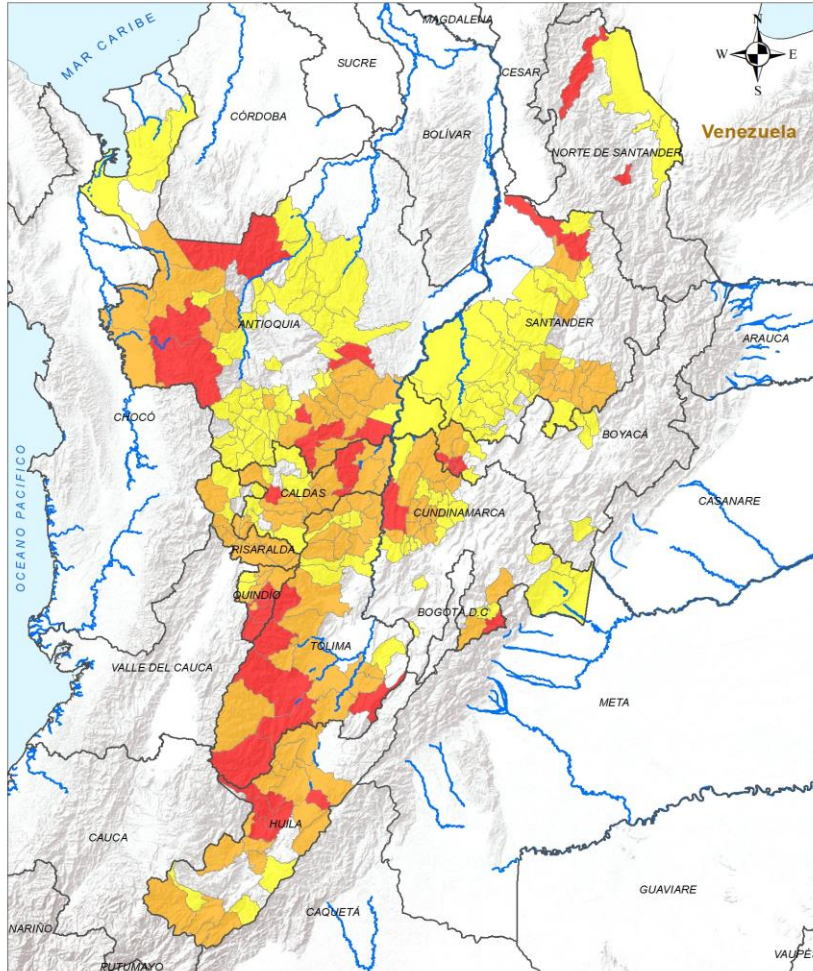 MAGDALENA
N
MAR CARIBE
SUCRE
CESAR
W
E
S
CÓRDOBA
BOLÍVAR
Venezuela
NORTE DE SANTANDER
ANTIOQUIA
SANTANDER
ARAUCA
CHOCÓ
BOYACÁ
OCEANO PACIFICO
CALDAS
CUNDINAMARCA
CASANARE
RISARALDA
QUINDÍO
BOGOTÁ D.C
TOLIMA
VALLE DEL CAUCA
META
HUILA
CAUCA
GUAVIARE
CAQUETÁ
NARIÑO
PUTUMAYO
VAUPÉS